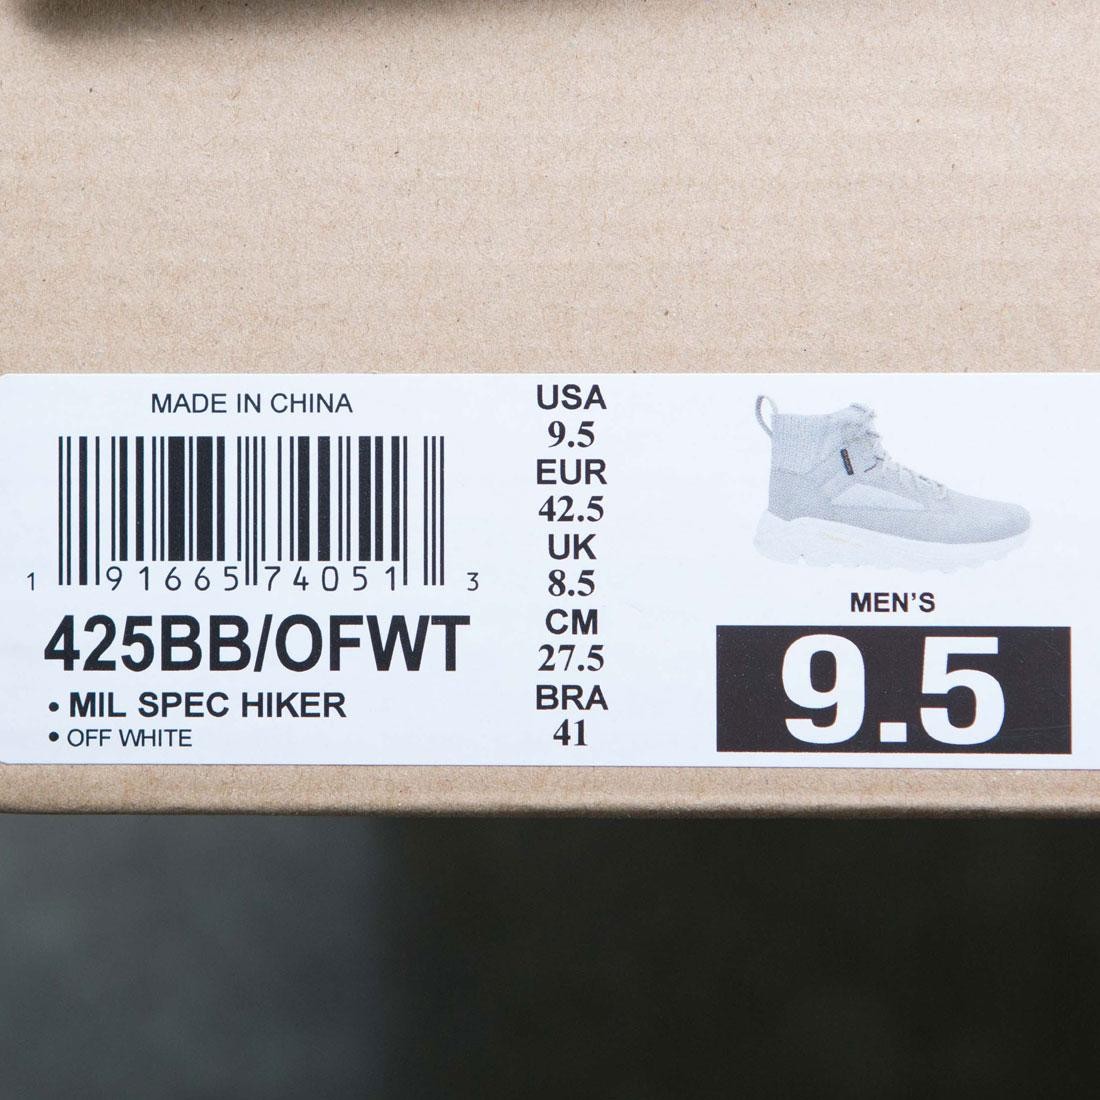 MADE IN CHINA
1 91665 74051 3
425BB/OFWT
• MIL SPEC HIKER
• OFF WHITE
USA
9.5
EUR
42.5
UK
8.5
CM
27.5
BRA
41
MEN'S
9.5